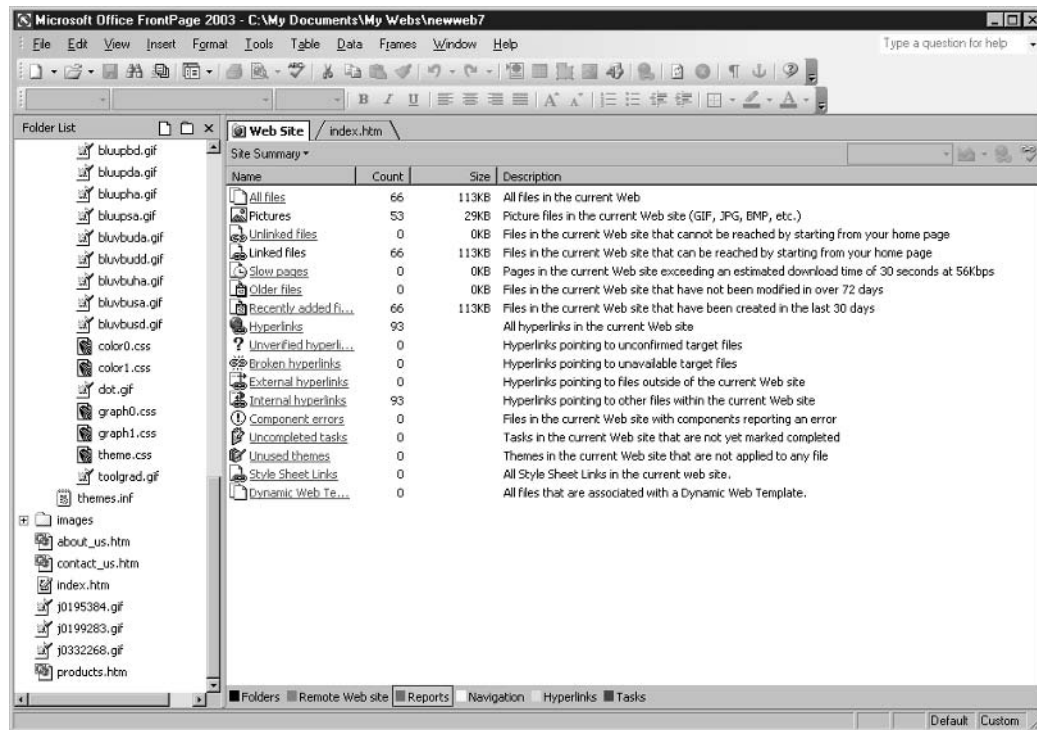 Microsoft Office FrontPage 2003 - C:\My Documents\My Webs\newweb7
File Edit View Insert Format Tools Table Data Frames Window Help Type a question for help
B I U A A A
Folder List
Web Site index.htm
Site Summary
Name Count Size Description
bluupbd.gif
bluupda.gif
bluupha.gif
bluupsa.gif
bluvbuda.gif
bluvbudd.gif
bluvbuha.gif
bluvbusa.gif
bluvbusd.gif
color0.css
color1.css
dot.gif
graph0.css
graph1.css
theme.css
toolgrad.gif
themes.inf
images
about_us.htm
contact_us.htm
index.htm
j0195384.gif
j0199283.gif
j0332268.gif
products.htm
All files 66 113KB All files in the current Web
Pictures 53 29KB Picture files in the current Web site (GIF, JPG, BMP, etc.)
Unlinked files 0 0KB Files in the current Web site that cannot be reached by starting from your home page
Linked files 66 113KB Files in the current Web site that can be reached by starting from your home page
Slow pages 0 0KB Pages in the current Web site exceeding an estimated download time of 30 seconds at 56Kbps
Older files 0 0KB Files in the current Web site that have not been modified in over 72 days
Recently added fi... 66 113KB Files in the current Web site that have been created in the last 30 days
Hyperlinks 93 All hyperlinks in the current Web site
? Unverified hyperli... 0 Hyperlinks pointing to unconfirmed target files
Broken hyperlinks 0 Hyperlinks pointing to unavailable target files
External hyperlinks 0 Hyperlinks pointing to files outside of the current Web site
Internal hyperlinks 93 Hyperlinks pointing to other files within the current Web site
Component errors 0 Files in the current Web site with components reporting an error
Uncompleted tasks 0 Tasks in the current Web site that are not yet marked completed
Unused themes 0 Themes in the current Web site that are not applied to any file
Style Sheet Links 0 All Style Sheet Links in the current web site.
Dynamic Web Te... 0 All files that are associated with a Dynamic Web Template.
Folders Remote Web site Reports Navigation Hyperlinks Tasks
Default Custom